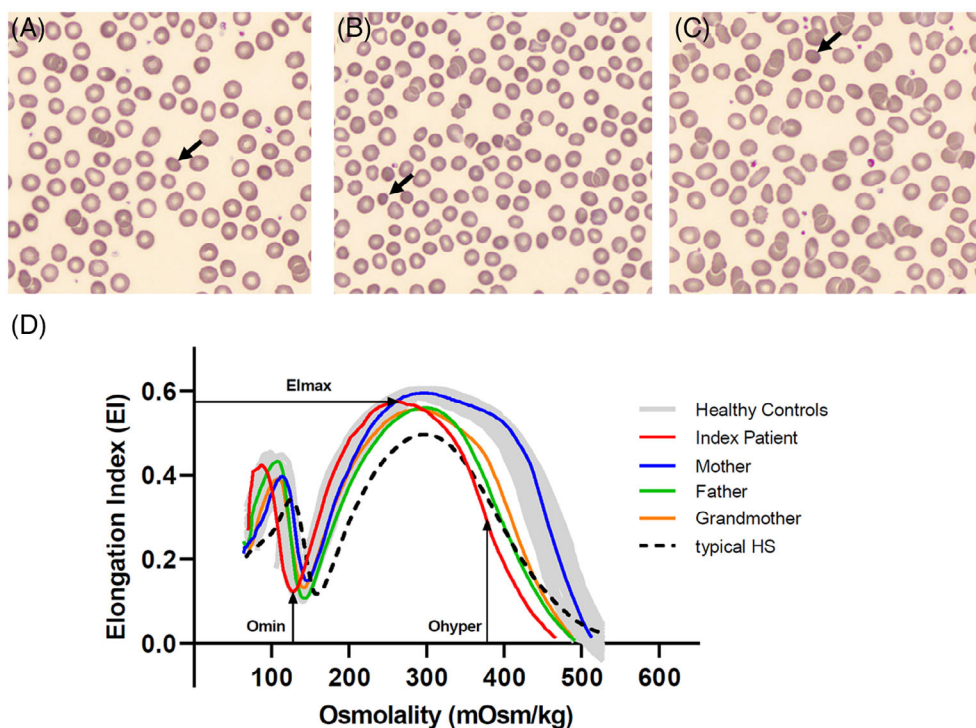 (A)
(B)
(C)
(D)
Elongation Index (EI)
0.6
0.4
0.2
0.0
EImax
Omin
Ohyper
100 200 300 400 500 600
Osmolality (mOsm/kg)
Healthy Controls
Index Patient
Mother
Father
Grandmother
typical HS